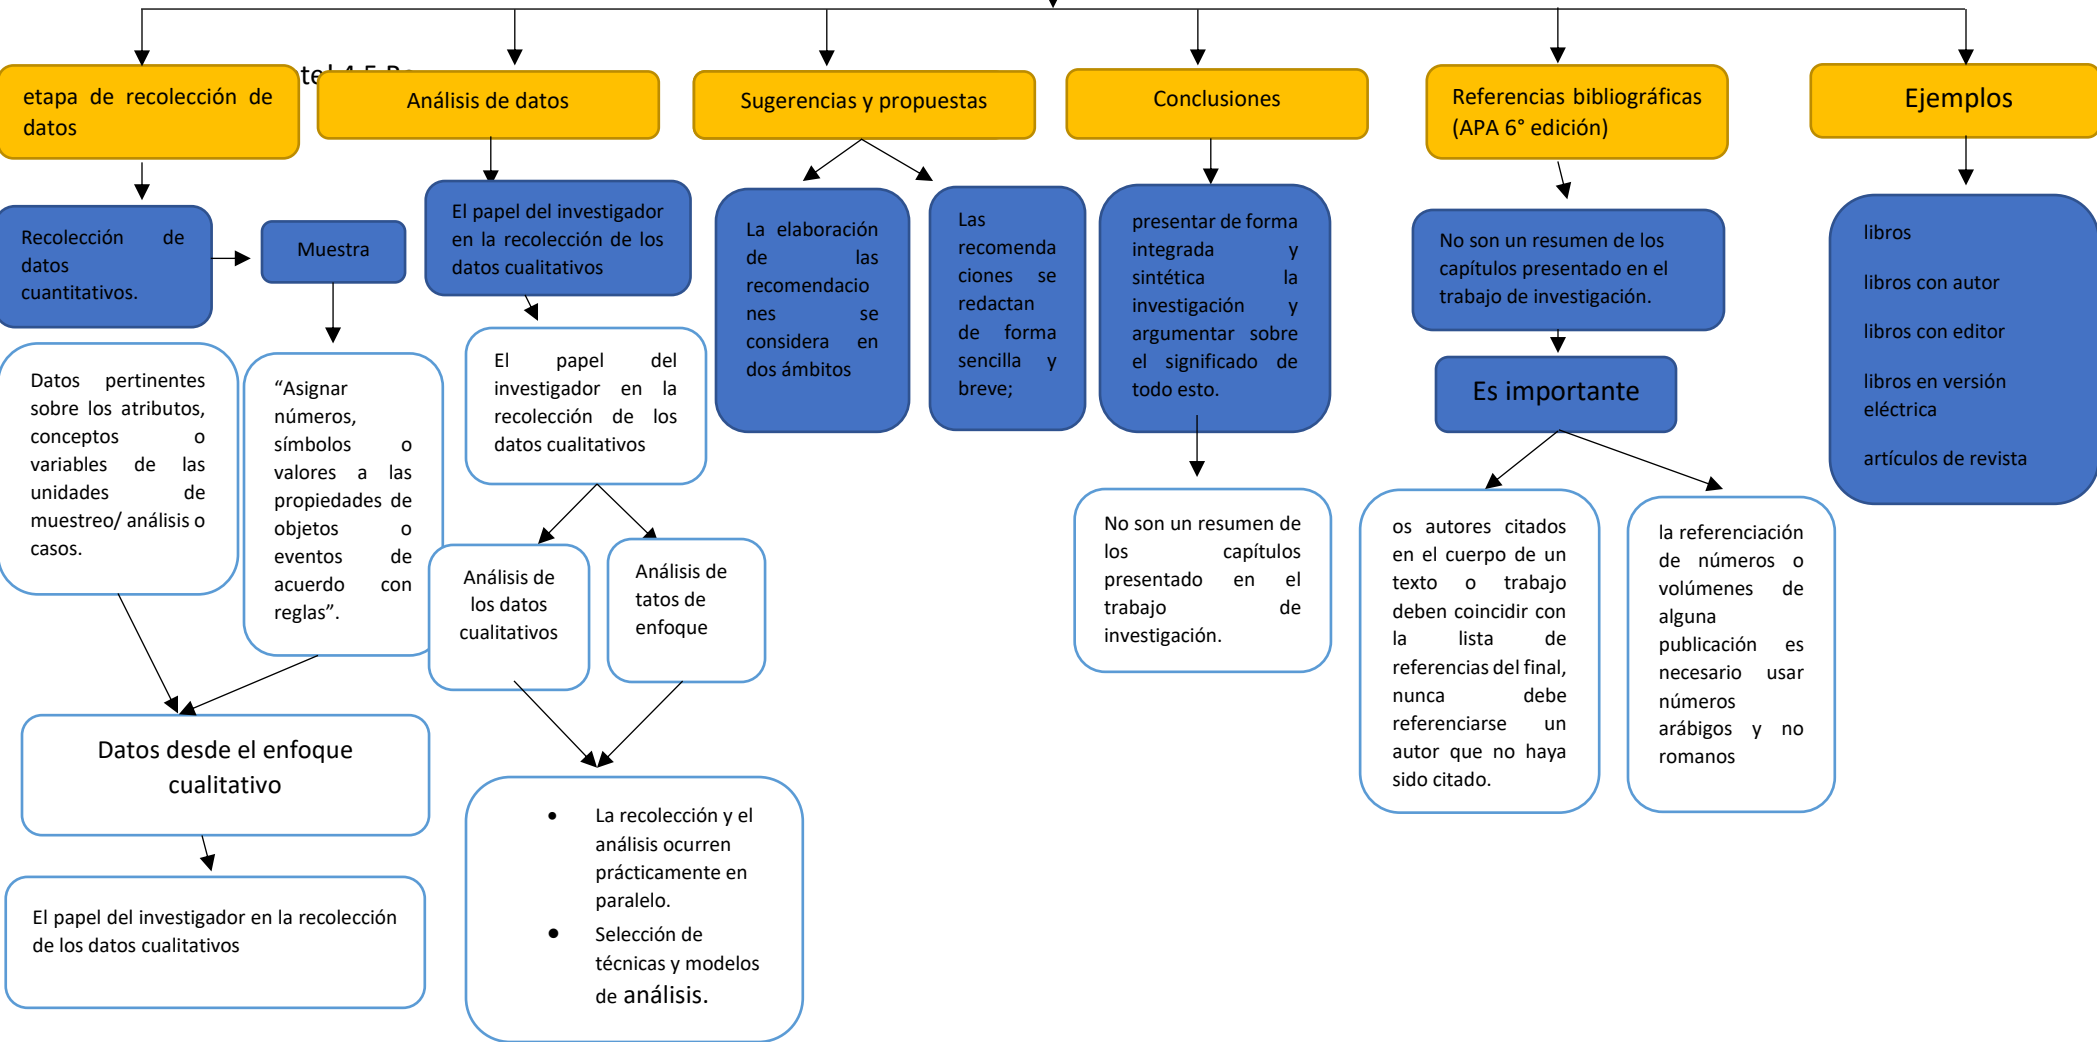 etapa de recolección de
datos
Análisis de datos
Sugerencias y propuestas
Conclusiones
Referencias bibliográficas
(APA 6° edición)
Ejemplos
Recolección de
datos
cuantitativos.
Muestra
Datos pertinentes
sobre los atributos,
conceptos o
variables de las
unidades de
muestreo/ análisis o
casos.
“Asignar
números,
símbolos o
valores a las
propiedades de
objetos o
eventos de
acuerdo con
reglas”.
Datos desde el enfoque
cualitativo
El papel del investigador en la recolección
de los datos cualitativos
El papel del investigador
en la recolección de los
datos cualitativos
El papel del
investigador en la
recolección de los
datos cualitativos
Análisis de
los datos
cualitativos
Análisis de
tatos de
enfoque
• La recolección y el
análisis ocurren
prácticamente en
paralelo.
• Selección de
técnicas y modelos
de análisis.
La elaboración
de las
recomendacio
nes se
considera en
dos ámbitos
Las
recomenda
ciones se
redactan
de forma
sencilla y
breve;
presentar de forma
integrada y
sintética la
investigación y
argumentar sobre
el significado de
todo esto.
No son un resumen de
los capítulos
presentado en el
trabajo de
investigación.
No son un resumen de los
capítulos presentado en el
trabajo de investigación.
Es importante
os autores citados
en el cuerpo de un
texto o trabajo
deben coincidir con
la lista de
referencias del final,
nunca debe
referenciarse un
autor que no haya
sido citado.
la referenciación
de números o
volúmenes de
alguna
publicación es
necesario usar
números
arábigos y no
romanos
libros
libros con autor
libros con editor
libros en versión
eléctrica
artículos de revista